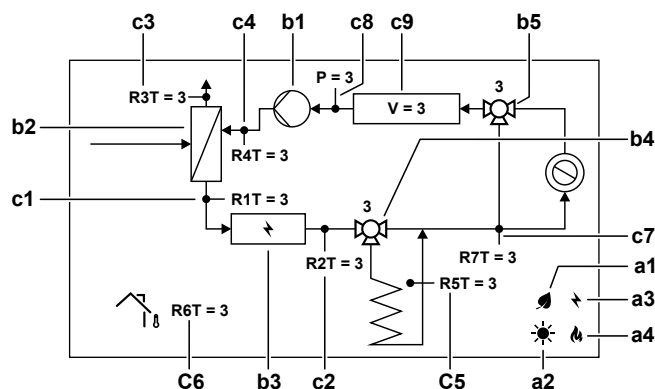 c3 c4 b1 c8 c9 b5
P = 3
R3T = 3
3
V = 3
b2
R4T = 3
b4
c1
R1T = 3
3
R2T = 3
R7T = 3
c7
a1
R5T = 3
R6T = 3
a3
a4
C6 b3 c2 C5 a2